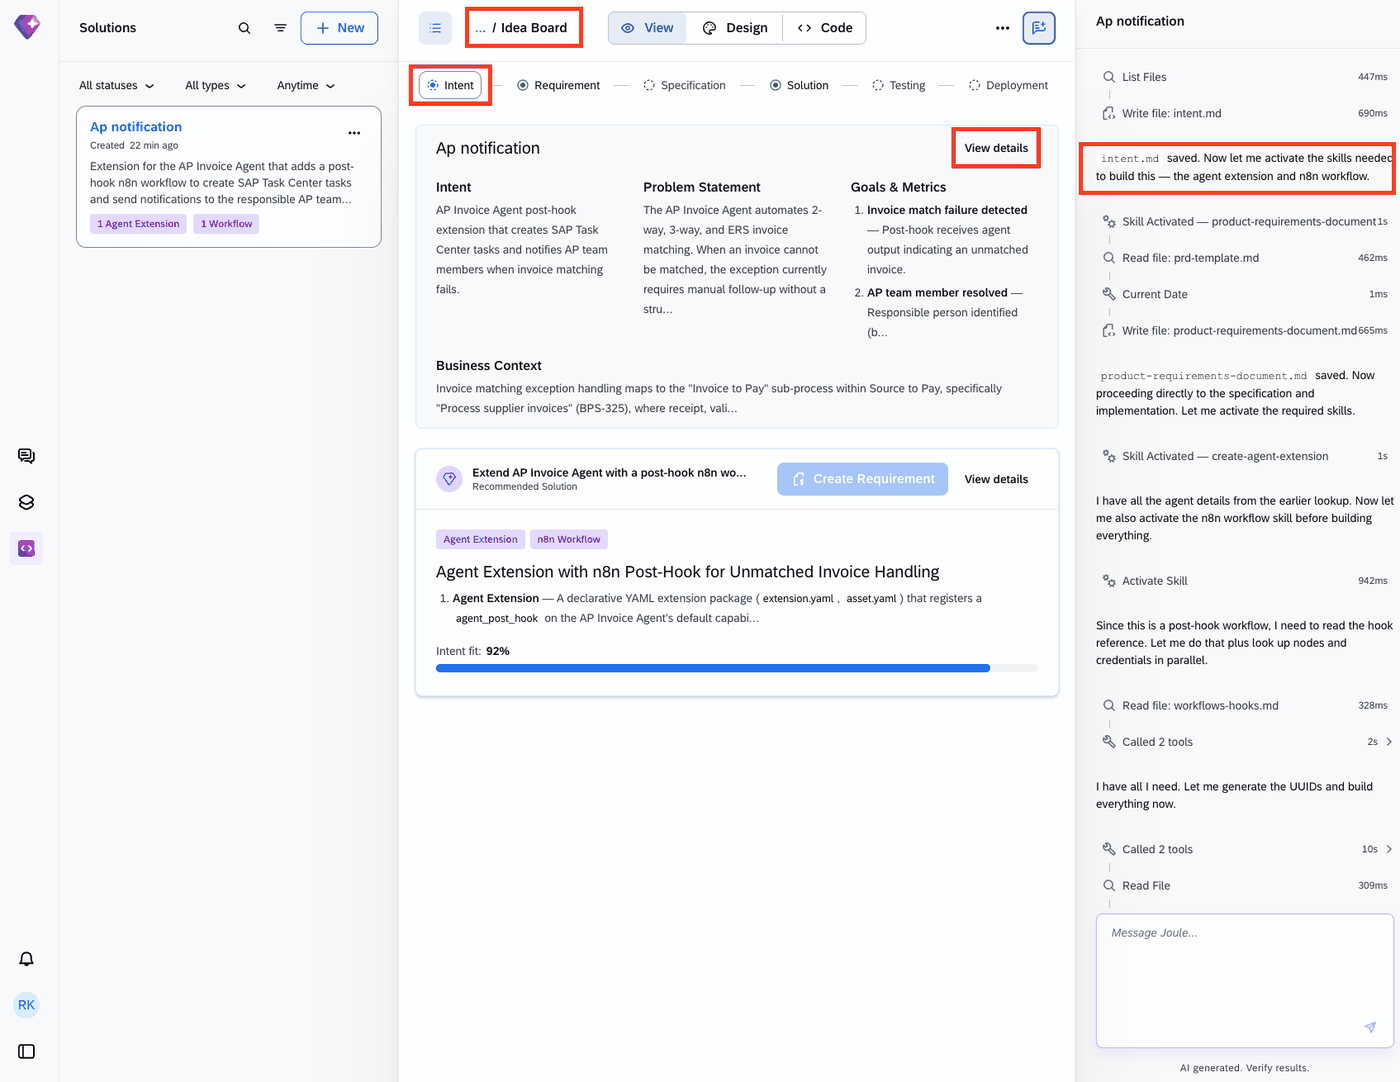 Solutions
New
All statuses
All types
Anytime
Ap notification
Created 22 min ago
Extension for the AP Invoice Agent that adds a post-
hook n8n workflow to create SAP Task Center tasks
and send notifications to the responsible AP team...
1 Agent Extension
1 Workflow
RK
... / Idea Board
View
Design
Code
Intent
Requirement
Specification
Solution
Testing
Deployment
Ap notification
View details
Intent
AP Invoice Agent post-hook
extension that creates SAP Task
Center tasks and notifies AP team
members when invoice matching
fails.
Problem Statement
The AP Invoice Agent automates 2-
way, 3-way, and ERS invoice
matching. When an invoice cannot
be matched, the exception currently
requires manual follow-up without a
stru...
Goals & Metrics
1. Invoice match failure detected
— Post-hook receives agent
output indicating an unmatched
invoice.
2. AP team member resolved —
Responsible person identified
(b...
Business Context
Invoice matching exception handling maps to the "Invoice to Pay" sub-process within Source to Pay, specifically
"Process supplier invoices" (BPS-325), where receipt, vali...
Extend AP Invoice Agent with a post-hook n8n wo...
Recommended Solution
Create Requirement
View details
Agent Extension
n8n Workflow
Agent Extension with n8n Post-Hook for Unmatched Invoice Handling
1. Agent Extension — A declarative YAML extension package ( extension.yaml , asset.yaml ) that registers a
agent_post_hook on the AP Invoice Agent's default capabi...
Intent fit: 92%
Ap notification
List Files 447ms
Write file: intent.md 690ms
intent.md saved. Now let me activate the skills needed
to build this — the agent extension and n8n workflow.
Skill Activated — product-requirements-document 1s
Read file: prd-template.md 462ms
Current Date 1ms
Write file: product-requirements-document.md 665ms
product-requirements-document.md saved. Now
proceeding directly to the specification and
implementation. Let me activate the required skills.
Skill Activated — create-agent-extension 1s
I have all the agent details from the earlier lookup. Now let
me also activate the n8n workflow skill before building
everything.
Activate Skill 942ms
Since this is a post-hook workflow, I need to read the hook
reference. Let me do that plus look up nodes and
credentials in parallel.
Read file: workflows-hooks.md 328ms
Called 2 tools 2s
I have all I need. Let me generate the UUIDs and build
everything now.
Called 2 tools 10s
Read File 309ms
Message Joule...
AI generated. Verify results.